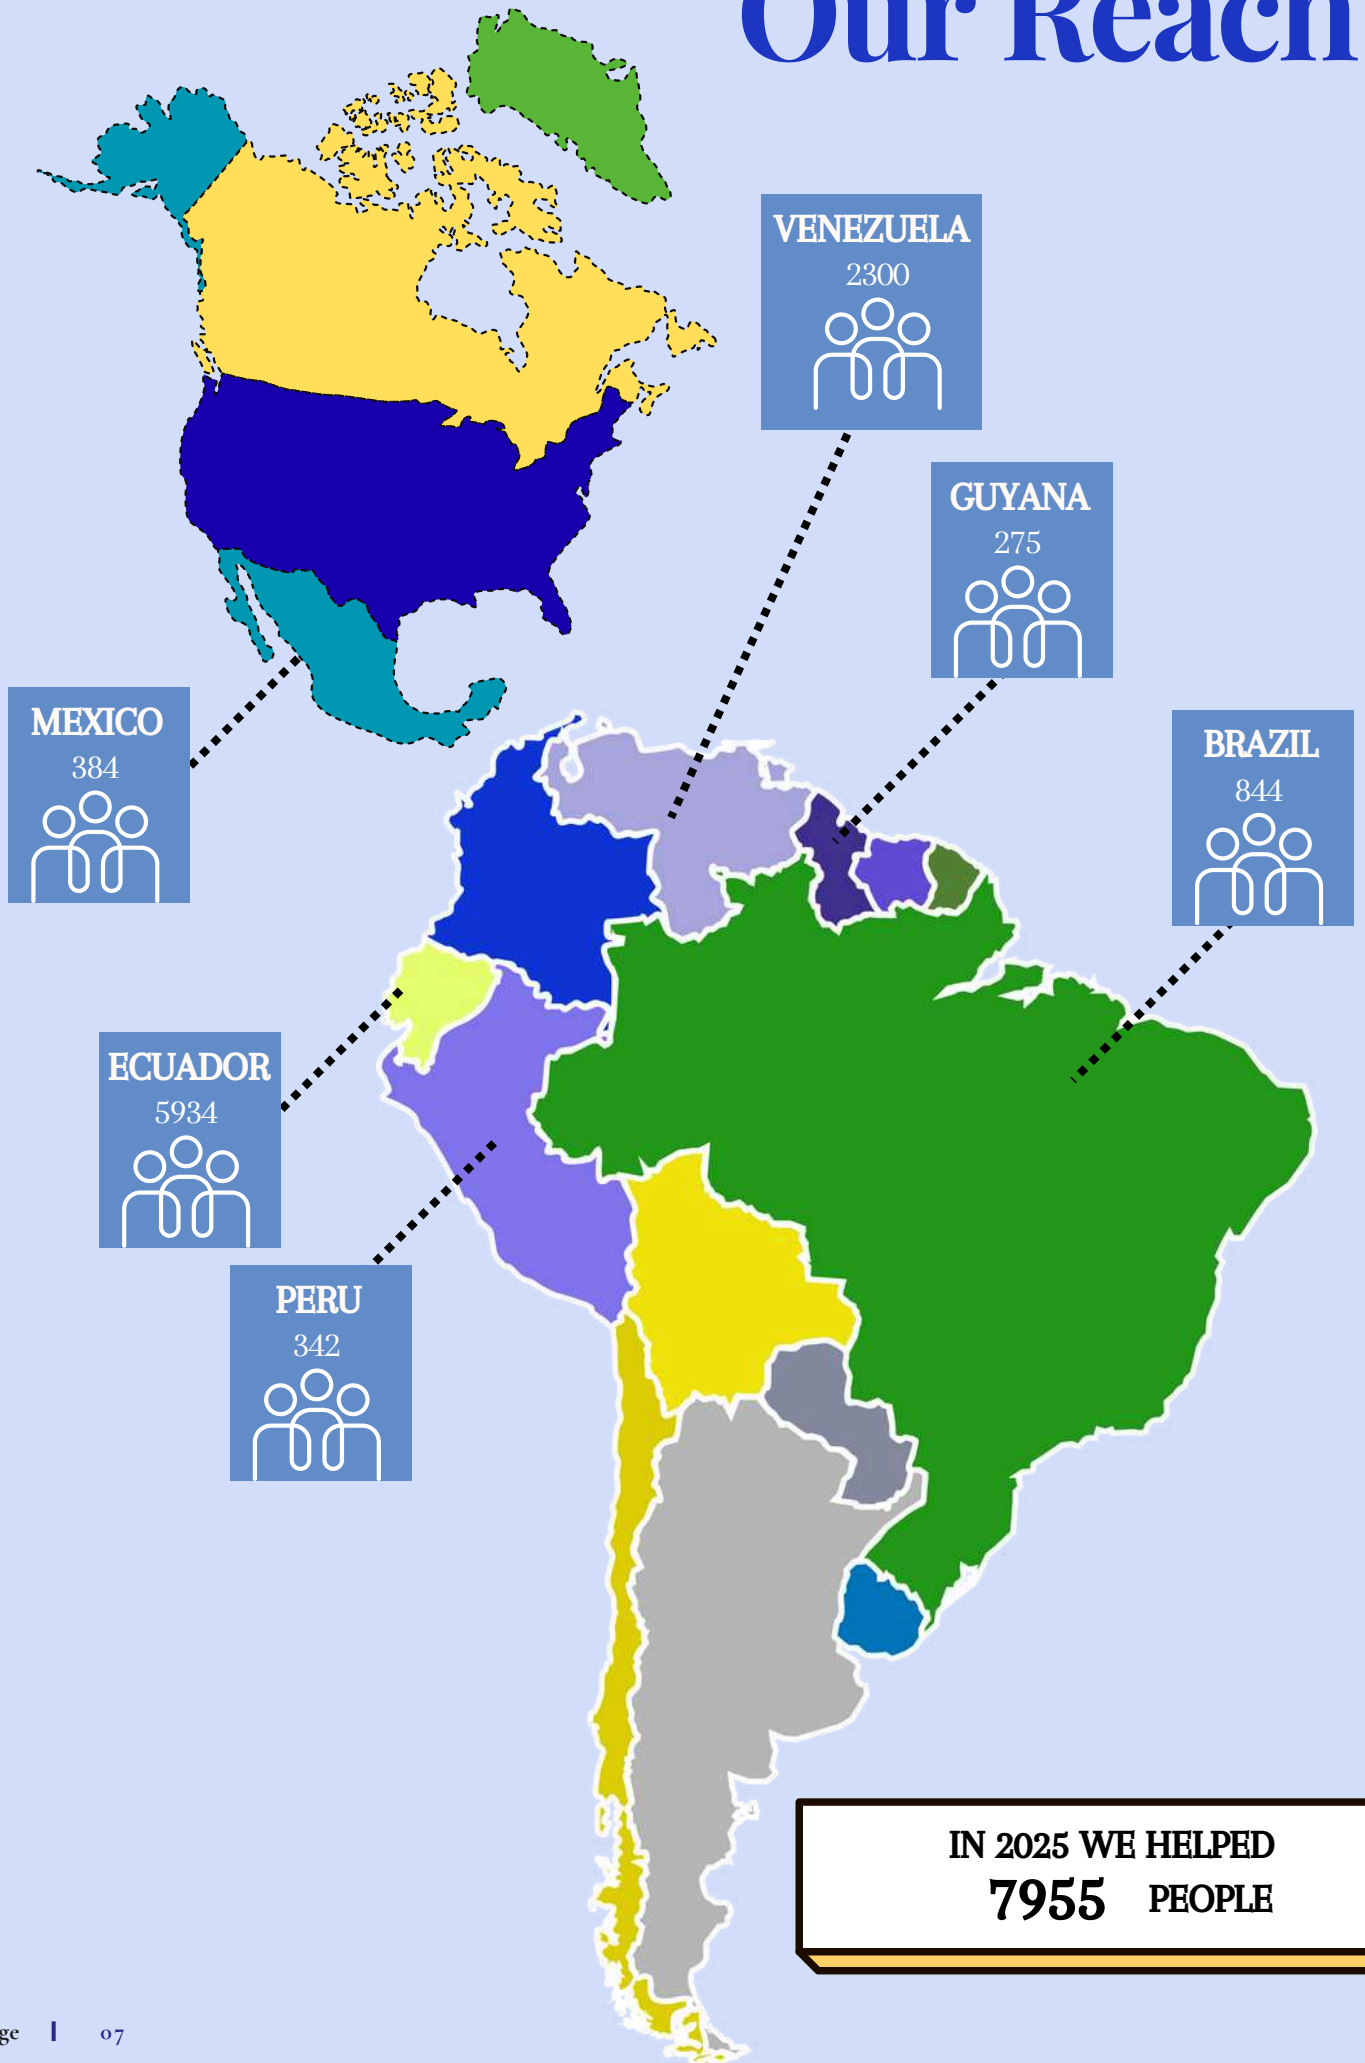 Our Reach
VENEZUELA
2300
GUYANA
275
MEXICO
384
BRAZIL
844
ECUADOR
5934
PERU
342
IN 2025 WE HELPED
7955 PEOPLE
07